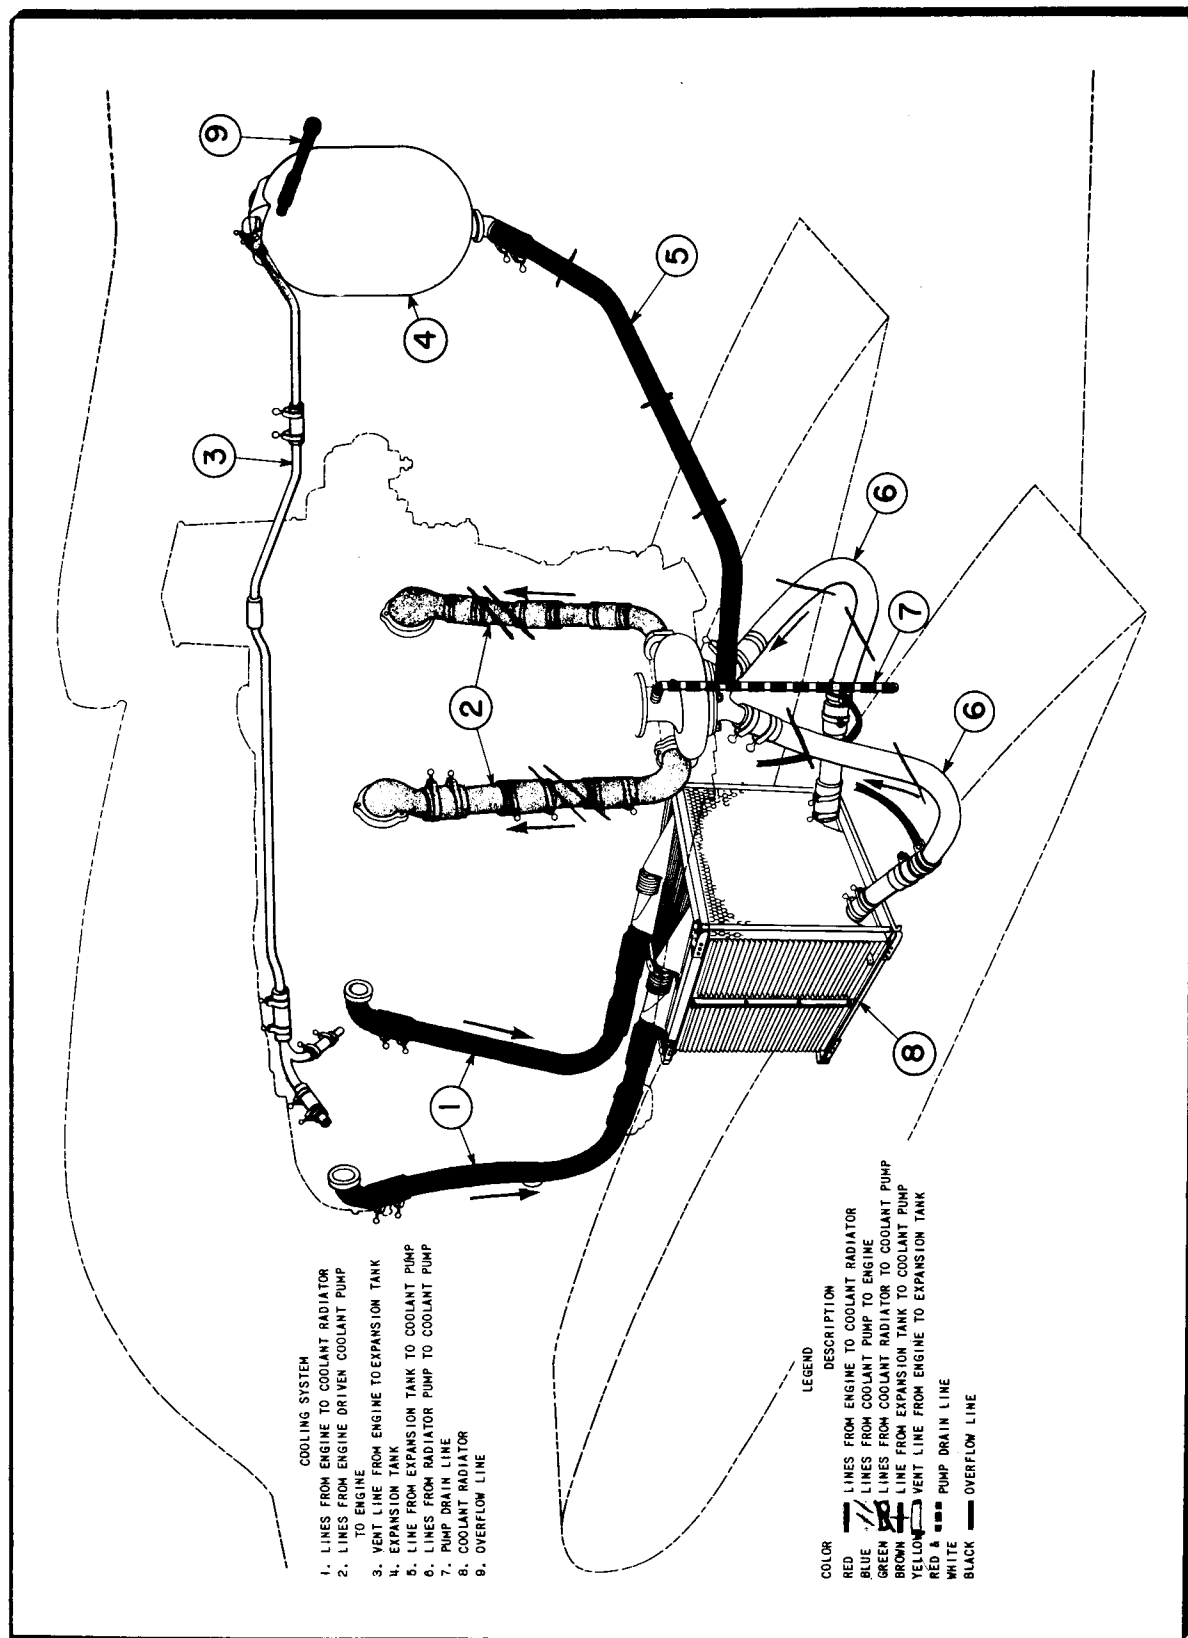 COOLING SYSTEM
1. LINES FROM ENGINE TO COOLANT RADIATOR
2. LINES FROM ENGINE DRIVEN COOLANT PUMP
TO ENGINE
3. VENT LINE FROM ENGINE TO EXPANSION TANK
4. EXPANSION TANK
5. LINE FROM EXPANSION TANK TO COOLANT PUMP
6. LINES FROM RADIATOR PUMP TO COOLANT PUMP
7. PUMP DRAIN LINE
8. COOLANT RADIATOR
9. OVERFLOW LINE
LEGEND
COLOR DESCRIPTION
RED LINES FROM ENGINE TO COOLANT RADIATOR
BLUE LINES FROM COOLANT PUMP TO ENGINE
GREEN LINES FROM COOLANT RADIATOR TO COOLANT PUMP
BROWN LINE FROM EXPANSION TANK TO COOLANT PUMP
YELLOW VENT LINE FROM ENGINE TO EXPANSION TANK
RED &
WHITE PUMP DRAIN LINE
BLACK OVERFLOW LINE
1
2
3
4
5
6
6
7
8
9